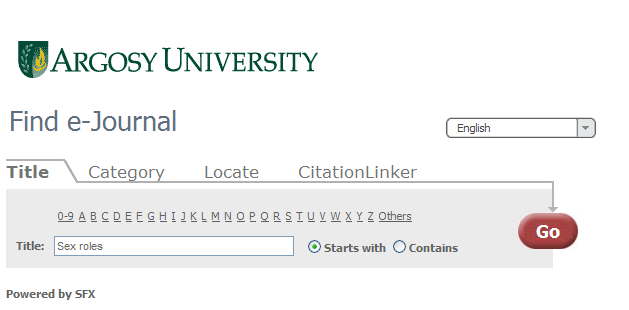 ARGOSY UNIVERSITY
Find e-Journal
English
Title Category Locate CitationLinker
0-9 A B C D E F G H I J K L M N O P Q R S T U V W X Y Z Others
Title: Sex roles Starts with Contains
Go
Powered by SFX